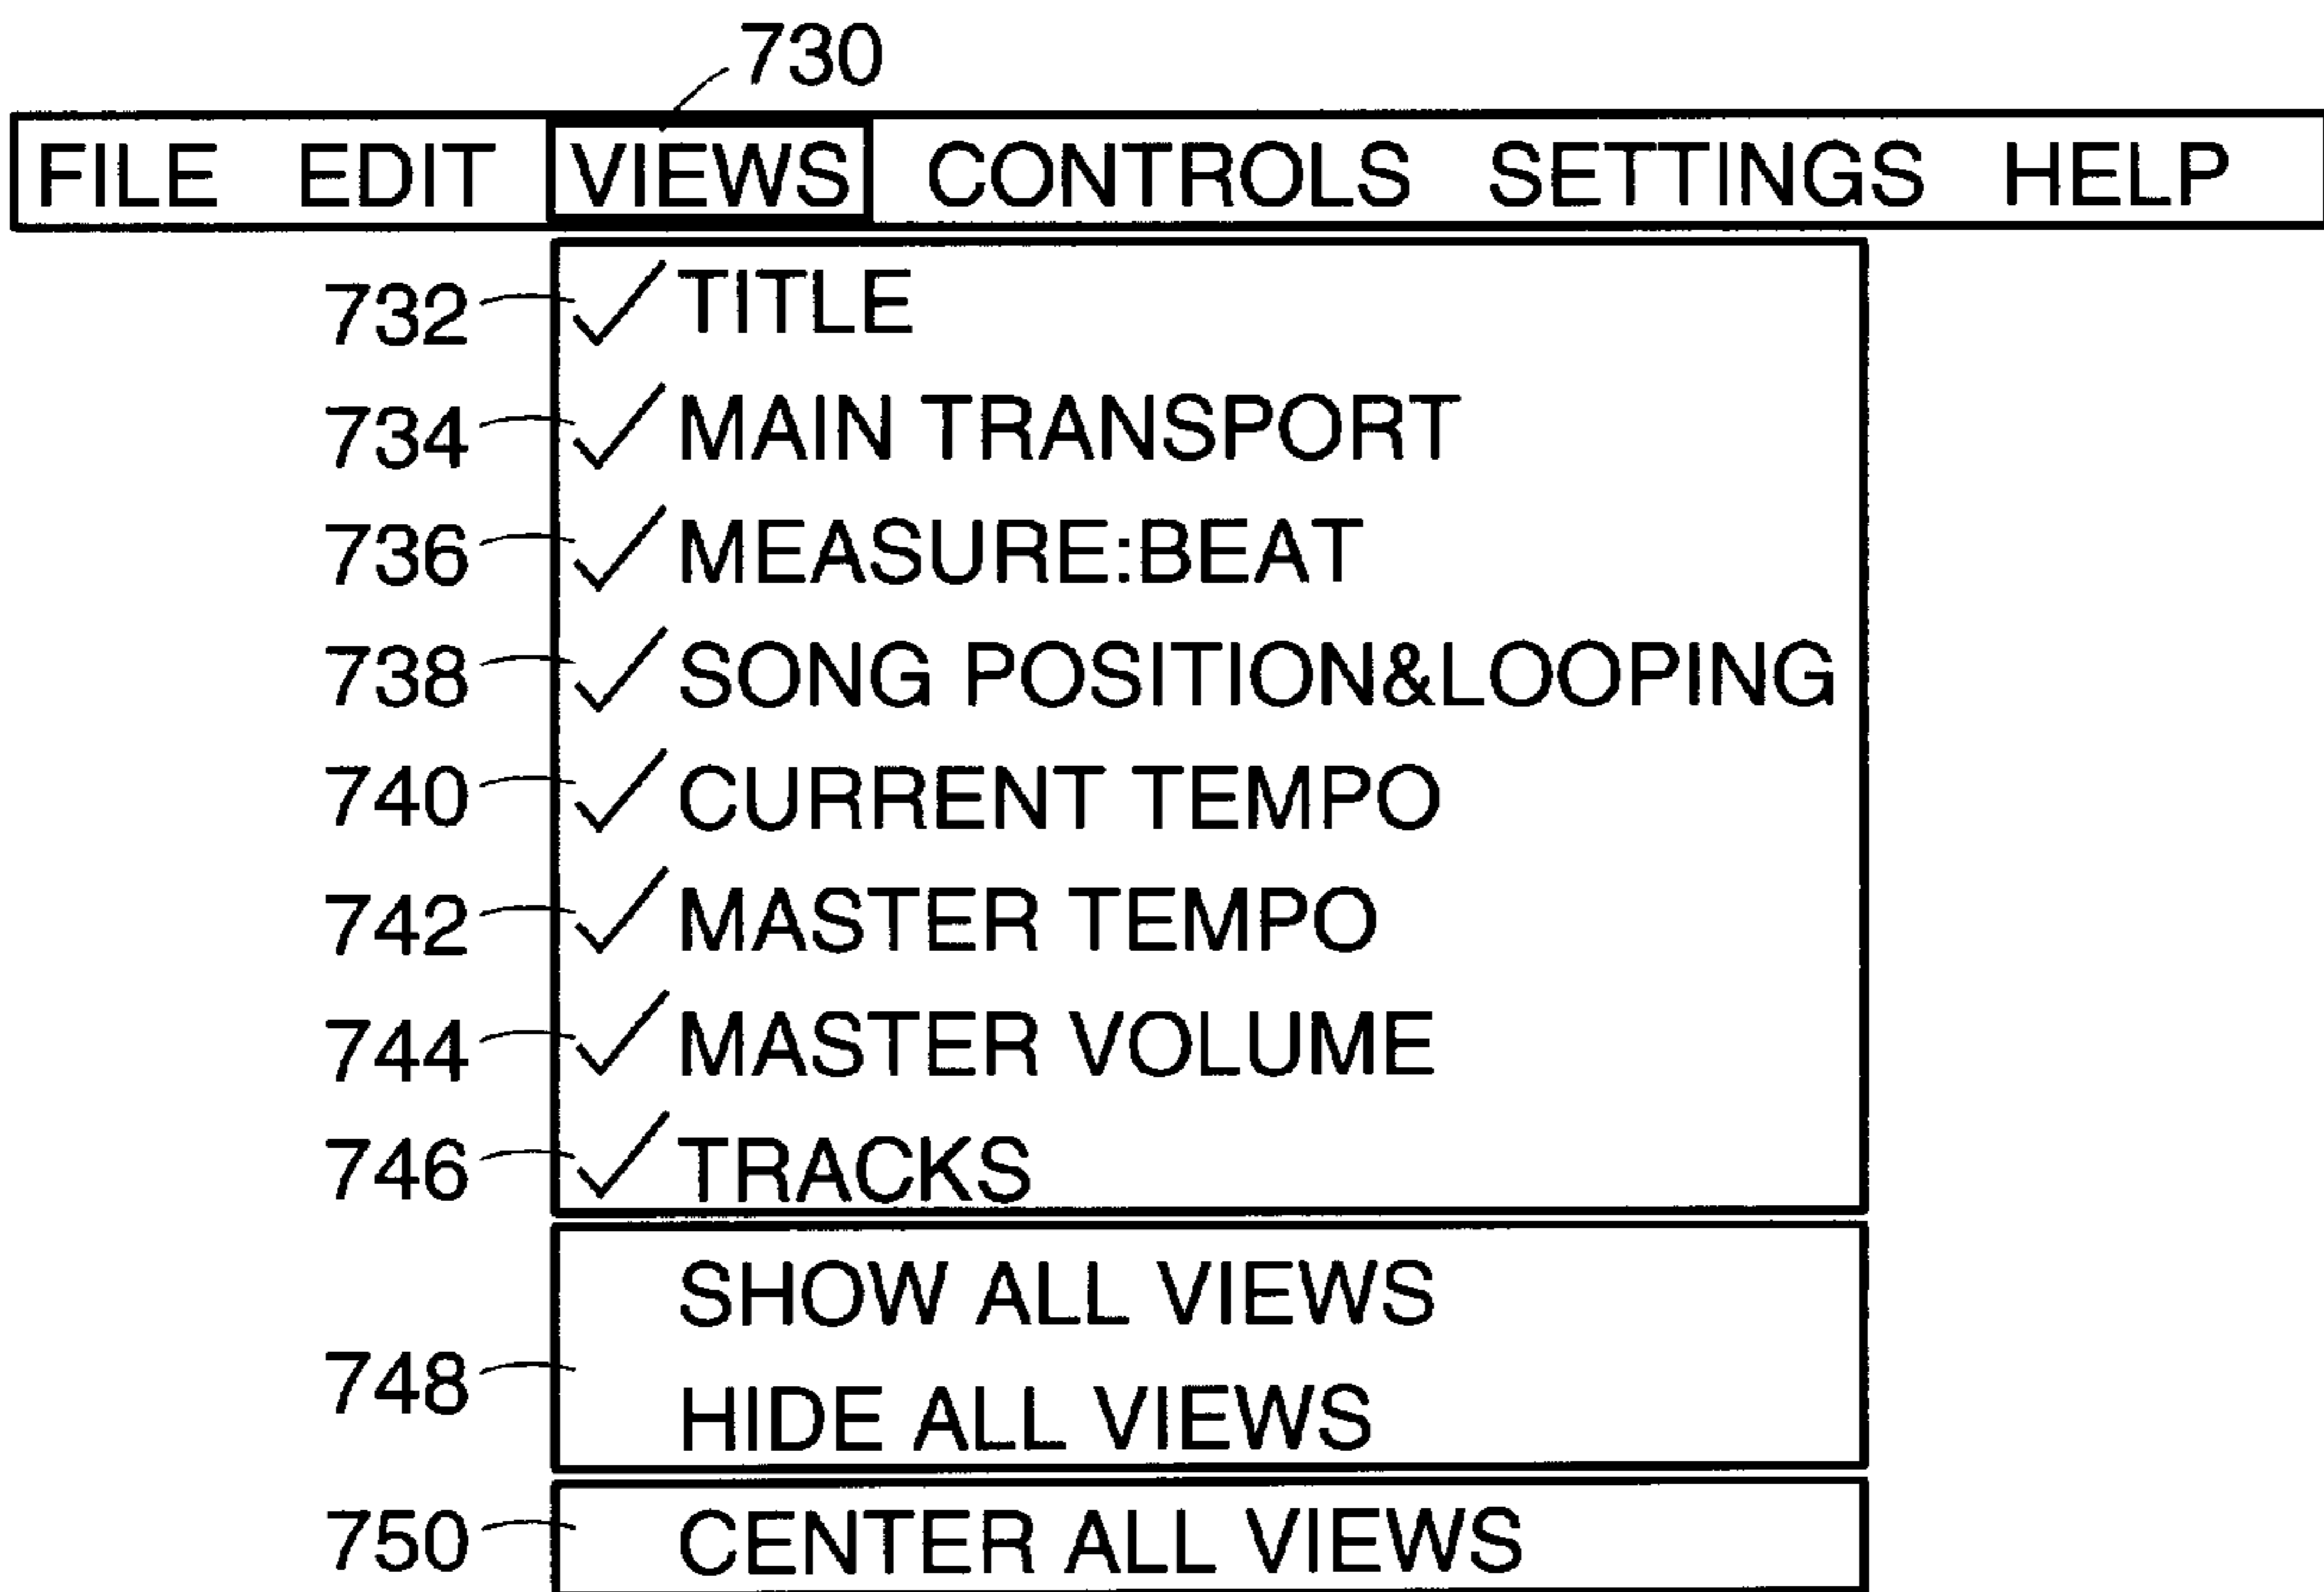 730
FILE EDIT VIEWS CONTROLS SETTINGS HELP
732 ✓ TITLE
734 ✓ MAIN TRANSPORT
736 ✓ MEASURE:BEAT
738 ✓ SONG POSITION&LOOPING
740 ✓ CURRENT TEMPO
742 ✓ MASTER TEMPO
744 ✓ MASTER VOLUME
746 ✓ TRACKS
SHOW ALL VIEWS
748
HIDE ALL VIEWS
750 CENTER ALL VIEWS